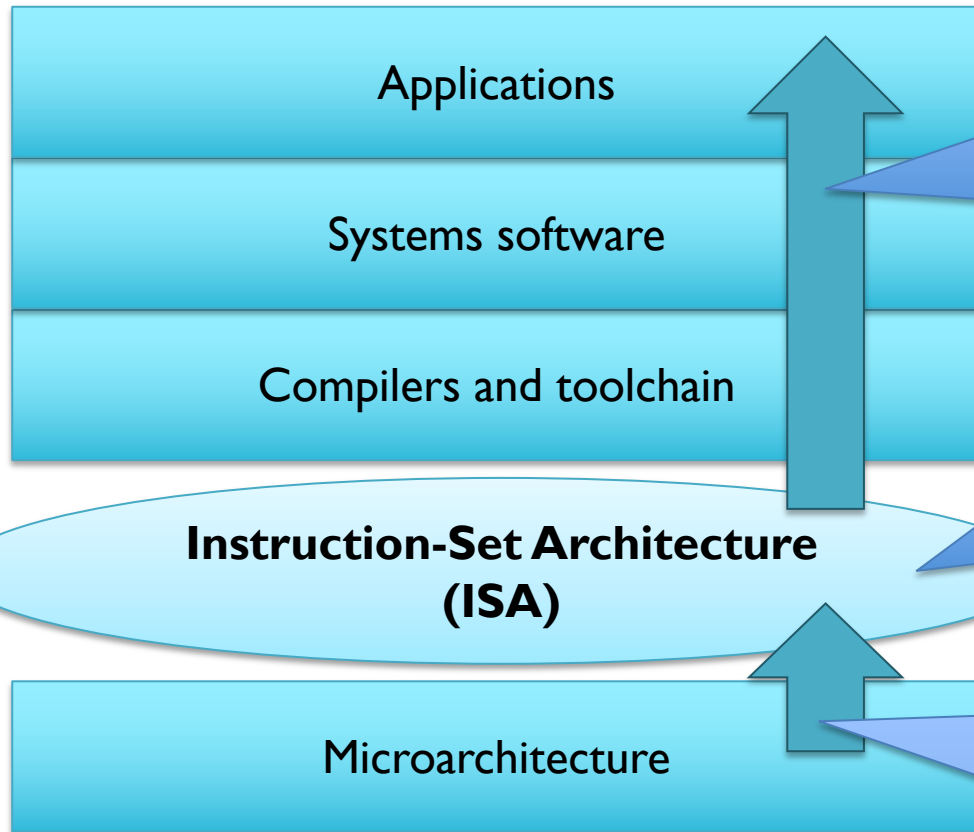 Applications
Systems software
Compilers and toolchain
Instruction-Set Architecture
(ISA)
Microarchitecture